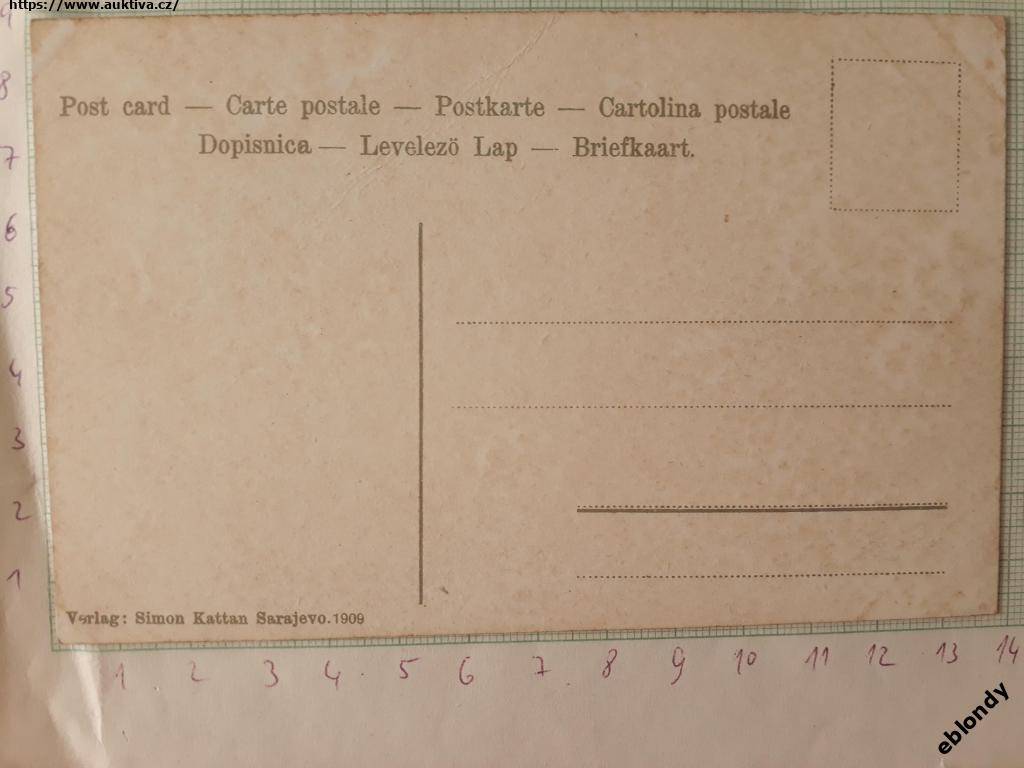 https://www.auktiva.cz/
9
8
Post card — Carte postale — Postkarte — Cartolina postale
7
Dopisnica — Levelezö Lap — Briefkaart.
6
5
4
3
2
1
Verlag: Simon Kattan Sarajevo.1909
1 2 3 4 5 6 7 8 9 10 11 12 13 14
eblondy